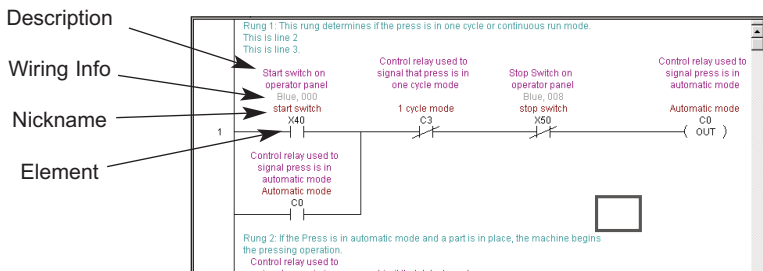 Description
Wiring Info
Nickname
Element
Rung 1: This rung determines if the press is in one cycle or continuous run mode.
This is line 2
This is line 3.
Start switch on
operator panel
Blue, 000
start switch
X40
Control relay used to
signal that press is in
one cycle mode
1 cycle mode
C3
Stop Switch on
operator panel
Blue, 008
stop switch
X50
Control relay used to
signal press is in
automatic mode
Automatic mode
C0
1
( OUT )
Control relay used to
signal press is in
automatic mode
Automatic mode
C0
Rung 2: If the Press is in automatic mode and a part is in place, the machine begins
the pressing operation.
Control relay used to